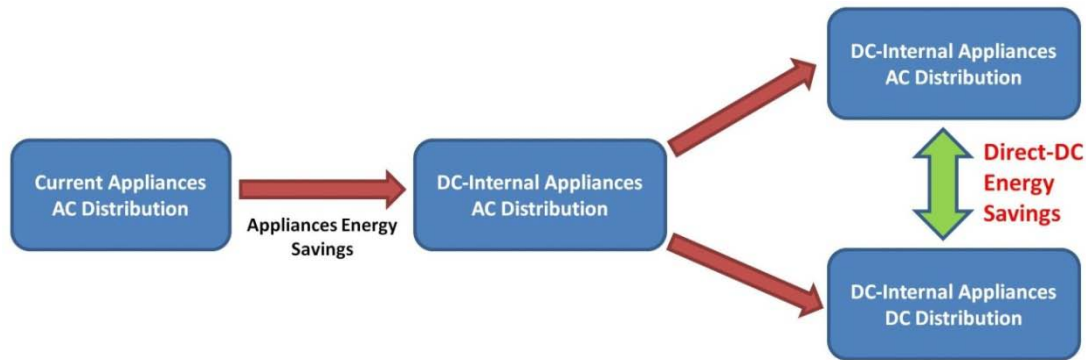 Current Appliances
AC Distribution
Appliances Energy
Savings
DC-Internal Appliances
AC Distribution
DC-Internal Appliances
AC Distribution
Direct-DC
Energy
Savings
DC-Internal Appliances
DC Distribution